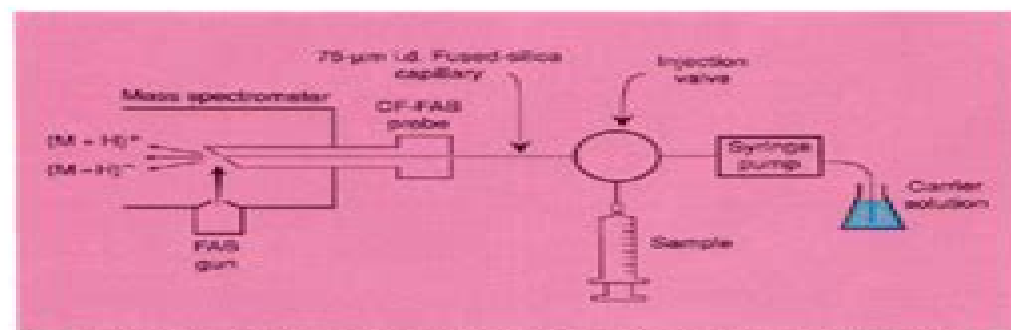 75-µm i.d. Fused-silica
capillary
Injection
valve
Mass spectrometer
CF-FAB
probe
(M + H)+
(M – H)–
Syringe
pump
Carrier
solution
FAB
gun
Sample